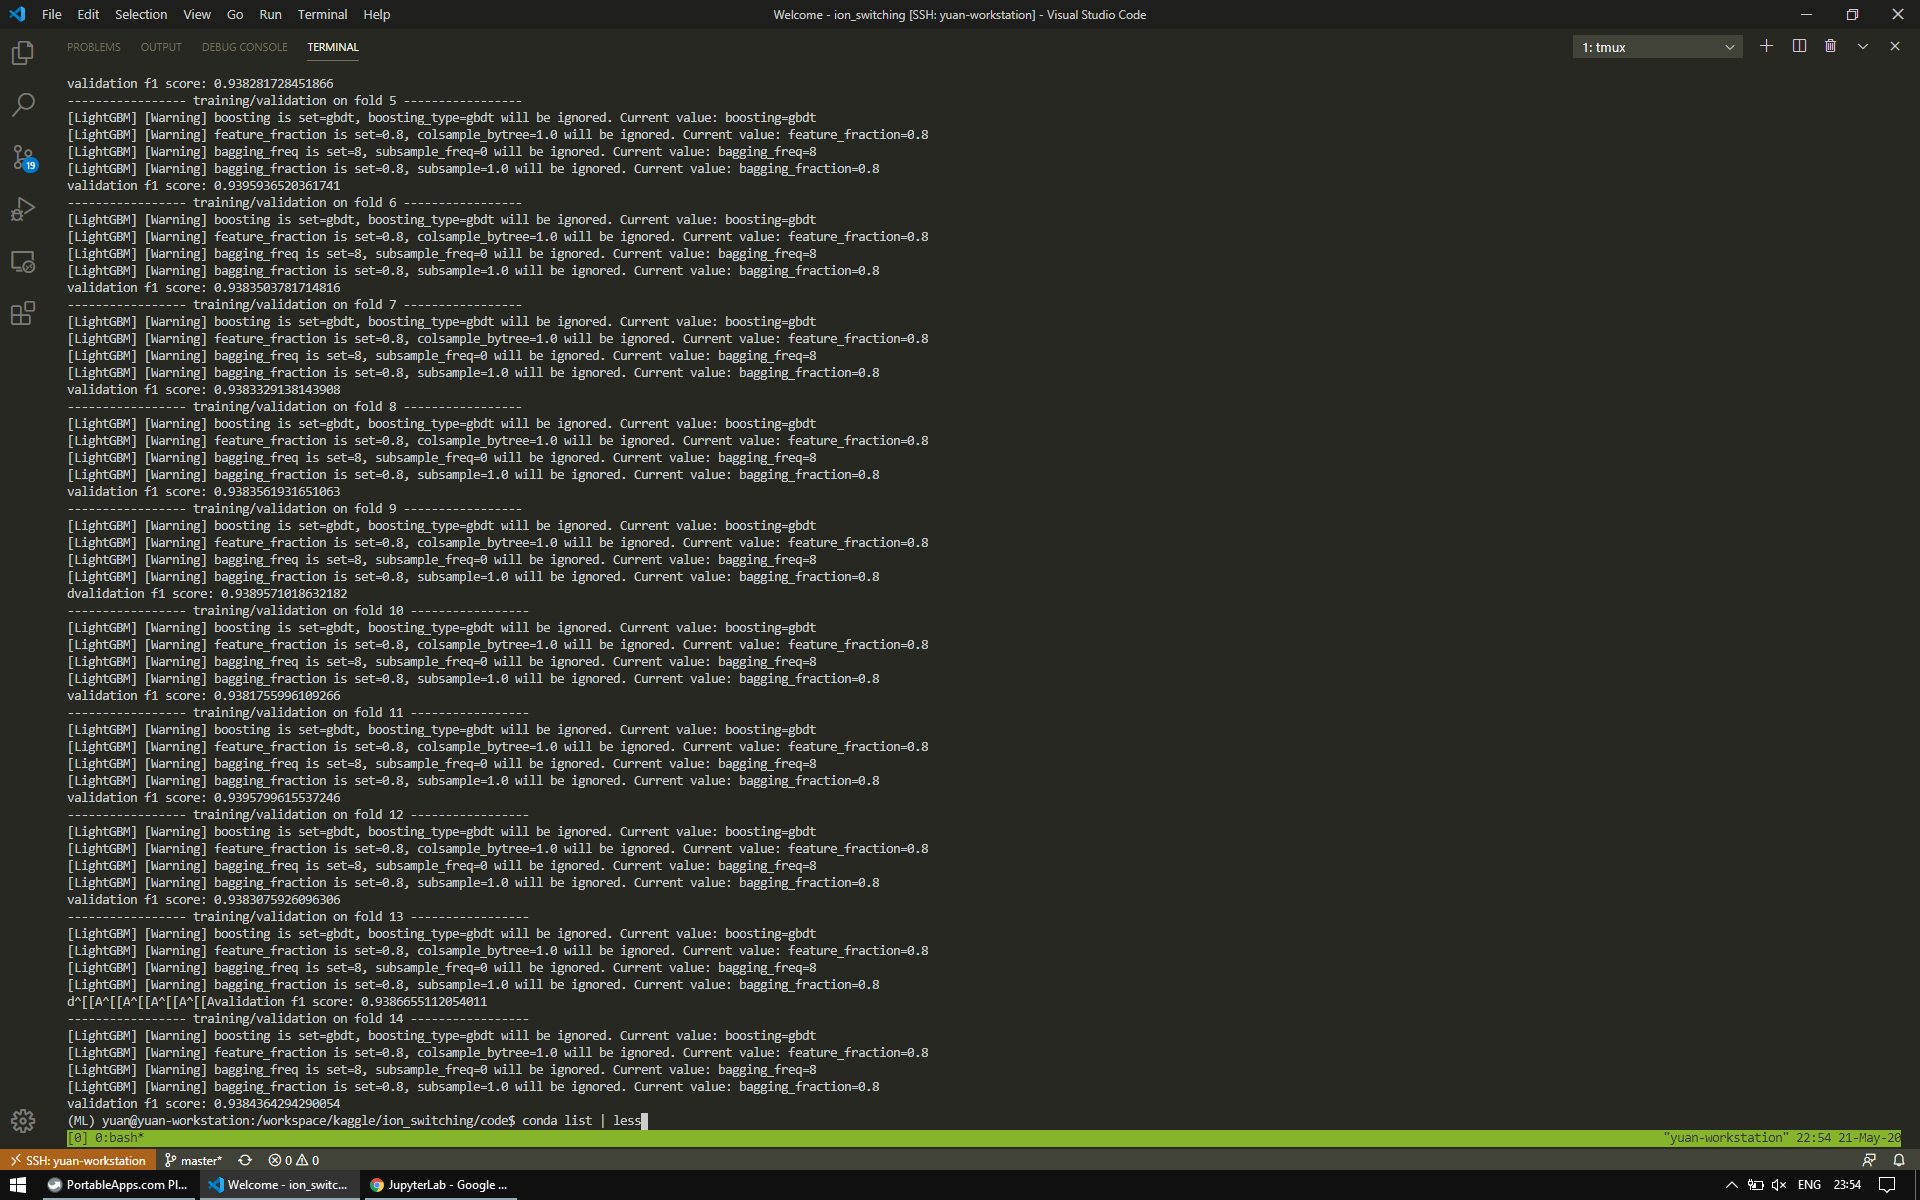 File Edit Selection View Go Run Terminal Help Welcome - ion_switching [SSH: yuan-workstation] - Visual Studio Code
PROBLEMS OUTPUT DEBUG CONSOLE TERMINAL 1: tmux
validation f1 score: 0.938281728451866
----------------- training/validation on fold 5 -----------------
[LightGBM] [Warning] boosting is set=gbdt, boosting_type=gbdt will be ignored. Current value: boosting=gbdt
[LightGBM] [Warning] feature_fraction is set=0.8, colsample_bytree=1.0 will be ignored. Current value: feature_fraction=0.8
[LightGBM] [Warning] bagging_freq is set=8, subsample_freq=0 will be ignored. Current value: bagging_freq=8
[LightGBM] [Warning] bagging_fraction is set=0.8, subsample=1.0 will be ignored. Current value: bagging_fraction=0.8
validation f1 score: 0.9395936520361741
----------------- training/validation on fold 6 -----------------
[LightGBM] [Warning] boosting is set=gbdt, boosting_type=gbdt will be ignored. Current value: boosting=gbdt
[LightGBM] [Warning] feature_fraction is set=0.8, colsample_bytree=1.0 will be ignored. Current value: feature_fraction=0.8
[LightGBM] [Warning] bagging_freq is set=8, subsample_freq=0 will be ignored. Current value: bagging_freq=8
[LightGBM] [Warning] bagging_fraction is set=0.8, subsample=1.0 will be ignored. Current value: bagging_fraction=0.8
validation f1 score: 0.9383503781714816
----------------- training/validation on fold 7 -----------------
[LightGBM] [Warning] boosting is set=gbdt, boosting_type=gbdt will be ignored. Current value: boosting=gbdt
[LightGBM] [Warning] feature_fraction is set=0.8, colsample_bytree=1.0 will be ignored. Current value: feature_fraction=0.8
[LightGBM] [Warning] bagging_freq is set=8, subsample_freq=0 will be ignored. Current value: bagging_freq=8
[LightGBM] [Warning] bagging_fraction is set=0.8, subsample=1.0 will be ignored. Current value: bagging_fraction=0.8
validation f1 score: 0.9383329138143908
----------------- training/validation on fold 8 -----------------
[LightGBM] [Warning] boosting is set=gbdt, boosting_type=gbdt will be ignored. Current value: boosting=gbdt
[LightGBM] [Warning] feature_fraction is set=0.8, colsample_bytree=1.0 will be ignored. Current value: feature_fraction=0.8
[LightGBM] [Warning] bagging_freq is set=8, subsample_freq=0 will be ignored. Current value: bagging_freq=8
[LightGBM] [Warning] bagging_fraction is set=0.8, subsample=1.0 will be ignored. Current value: bagging_fraction=0.8
validation f1 score: 0.9383561931651063
----------------- training/validation on fold 9 -----------------
[LightGBM] [Warning] boosting is set=gbdt, boosting_type=gbdt will be ignored. Current value: boosting=gbdt
[LightGBM] [Warning] feature_fraction is set=0.8, colsample_bytree=1.0 will be ignored. Current value: feature_fraction=0.8
[LightGBM] [Warning] bagging_freq is set=8, subsample_freq=0 will be ignored. Current value: bagging_freq=8
[LightGBM] [Warning] bagging_fraction is set=0.8, subsample=1.0 will be ignored. Current value: bagging_fraction=0.8
dvalidation f1 score: 0.9389571018632182
----------------- training/validation on fold 10 -----------------
[LightGBM] [Warning] boosting is set=gbdt, boosting_type=gbdt will be ignored. Current value: boosting=gbdt
[LightGBM] [Warning] feature_fraction is set=0.8, colsample_bytree=1.0 will be ignored. Current value: feature_fraction=0.8
[LightGBM] [Warning] bagging_freq is set=8, subsample_freq=0 will be ignored. Current value: bagging_freq=8
[LightGBM] [Warning] bagging_fraction is set=0.8, subsample=1.0 will be ignored. Current value: bagging_fraction=0.8
validation f1 score: 0.9381755996109266
----------------- training/validation on fold 11 -----------------
[LightGBM] [Warning] boosting is set=gbdt, boosting_type=gbdt will be ignored. Current value: boosting=gbdt
[LightGBM] [Warning] feature_fraction is set=0.8, colsample_bytree=1.0 will be ignored. Current value: feature_fraction=0.8
[LightGBM] [Warning] bagging_freq is set=8, subsample_freq=0 will be ignored. Current value: bagging_freq=8
[LightGBM] [Warning] bagging_fraction is set=0.8, subsample=1.0 will be ignored. Current value: bagging_fraction=0.8
validation f1 score: 0.9395799615537246
----------------- training/validation on fold 12 -----------------
[LightGBM] [Warning] boosting is set=gbdt, boosting_type=gbdt will be ignored. Current value: boosting=gbdt
[LightGBM] [Warning] feature_fraction is set=0.8, colsample_bytree=1.0 will be ignored. Current value: feature_fraction=0.8
[LightGBM] [Warning] bagging_freq is set=8, subsample_freq=0 will be ignored. Current value: bagging_freq=8
[LightGBM] [Warning] bagging_fraction is set=0.8, subsample=1.0 will be ignored. Current value: bagging_fraction=0.8
validation f1 score: 0.9383075926096306
----------------- training/validation on fold 13 -----------------
[LightGBM] [Warning] boosting is set=gbdt, boosting_type=gbdt will be ignored. Current value: boosting=gbdt
[LightGBM] [Warning] feature_fraction is set=0.8, colsample_bytree=1.0 will be ignored. Current value: feature_fraction=0.8
[LightGBM] [Warning] bagging_freq is set=8, subsample_freq=0 will be ignored. Current value: bagging_freq=8
[LightGBM] [Warning] bagging_fraction is set=0.8, subsample=1.0 will be ignored. Current value: bagging_fraction=0.8
d^[[A^[[A^[[A^[[A^[[Avalidation f1 score: 0.9386655112054011
----------------- training/validation on fold 14 -----------------
[LightGBM] [Warning] boosting is set=gbdt, boosting_type=gbdt will be ignored. Current value: boosting=gbdt
[LightGBM] [Warning] feature_fraction is set=0.8, colsample_bytree=1.0 will be ignored. Current value: feature_fraction=0.8
[LightGBM] [Warning] bagging_freq is set=8, subsample_freq=0 will be ignored. Current value: bagging_freq=8
[LightGBM] [Warning] bagging_fraction is set=0.8, subsample=1.0 will be ignored. Current value: bagging_fraction=0.8
validation f1 score: 0.9384364294290054
(ML) yuan@yuan-workstation:/workspace/kaggle/ion_switching/code$ conda list | less
[0] 0:bash* "yuan-workstation" 22:54 21-May-20
19
SSH: yuan-workstation master* 0 0
PortableApps.com Pl... Welcome - ion_switc... JupyterLab - Google ... ENG 23:54